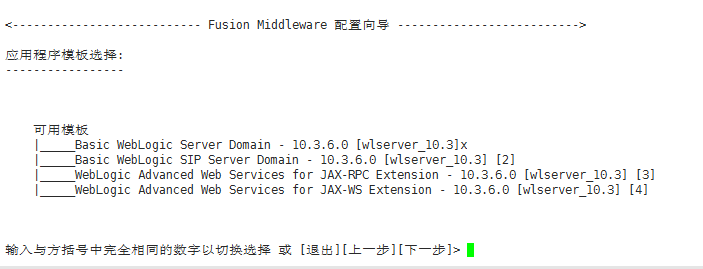 <--------------------------- Fusion Middleware 配置向导 -------------------------->
应用程序模板选择:
-----------------
可用模板
|_____Basic WebLogic Server Domain - 10.3.6.0 [wlserver_10.3]x
|_____Basic WebLogic SIP Server Domain - 10.3.6.0 [wlserver_10.3] [2]
|_____WebLogic Advanced Web Services for JAX-RPC Extension - 10.3.6.0 [wlserver_10.3] [3]
|_____WebLogic Advanced Web Services for JAX-WS Extension - 10.3.6.0 [wlserver_10.3] [4]
输入与方括号中完全相同的数字以切换选择 或 [退出][上一步][下一步]>